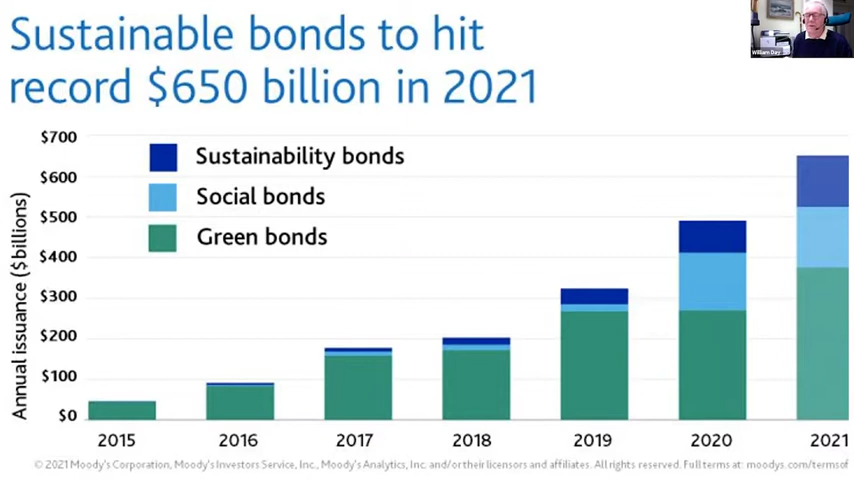 Sustainable bonds to hit
record $650 billion in 2021
William Day
$700
Sustainability bonds
$600
Social bonds
$500
Green bonds
$400
$300
$200
$100
$0
Annual issuance ($billions)
2015 2016 2017 2018 2019 2020 2021
© 2021 Moody's Corporation, Moody's Investors Service, Inc., Moody's Analytics, Inc. and/or their licensors and affiliates. All rights reserved. Full terms at: moodys.com/termsof